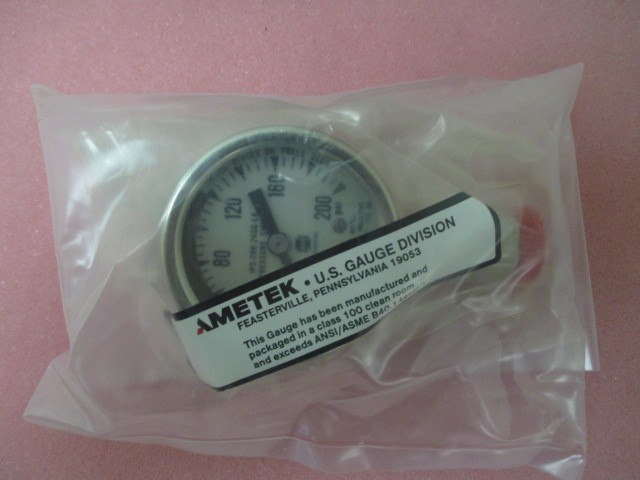 80
120
160
200
PSI
AMETEK • U.S. GAUGE DIVISION
FEASTERVILLE, PENNSYLVANIA 19053
This Gauge has been manufactured and
packaged in a class 100 clean room
and exceeds ANSI/ASME B40